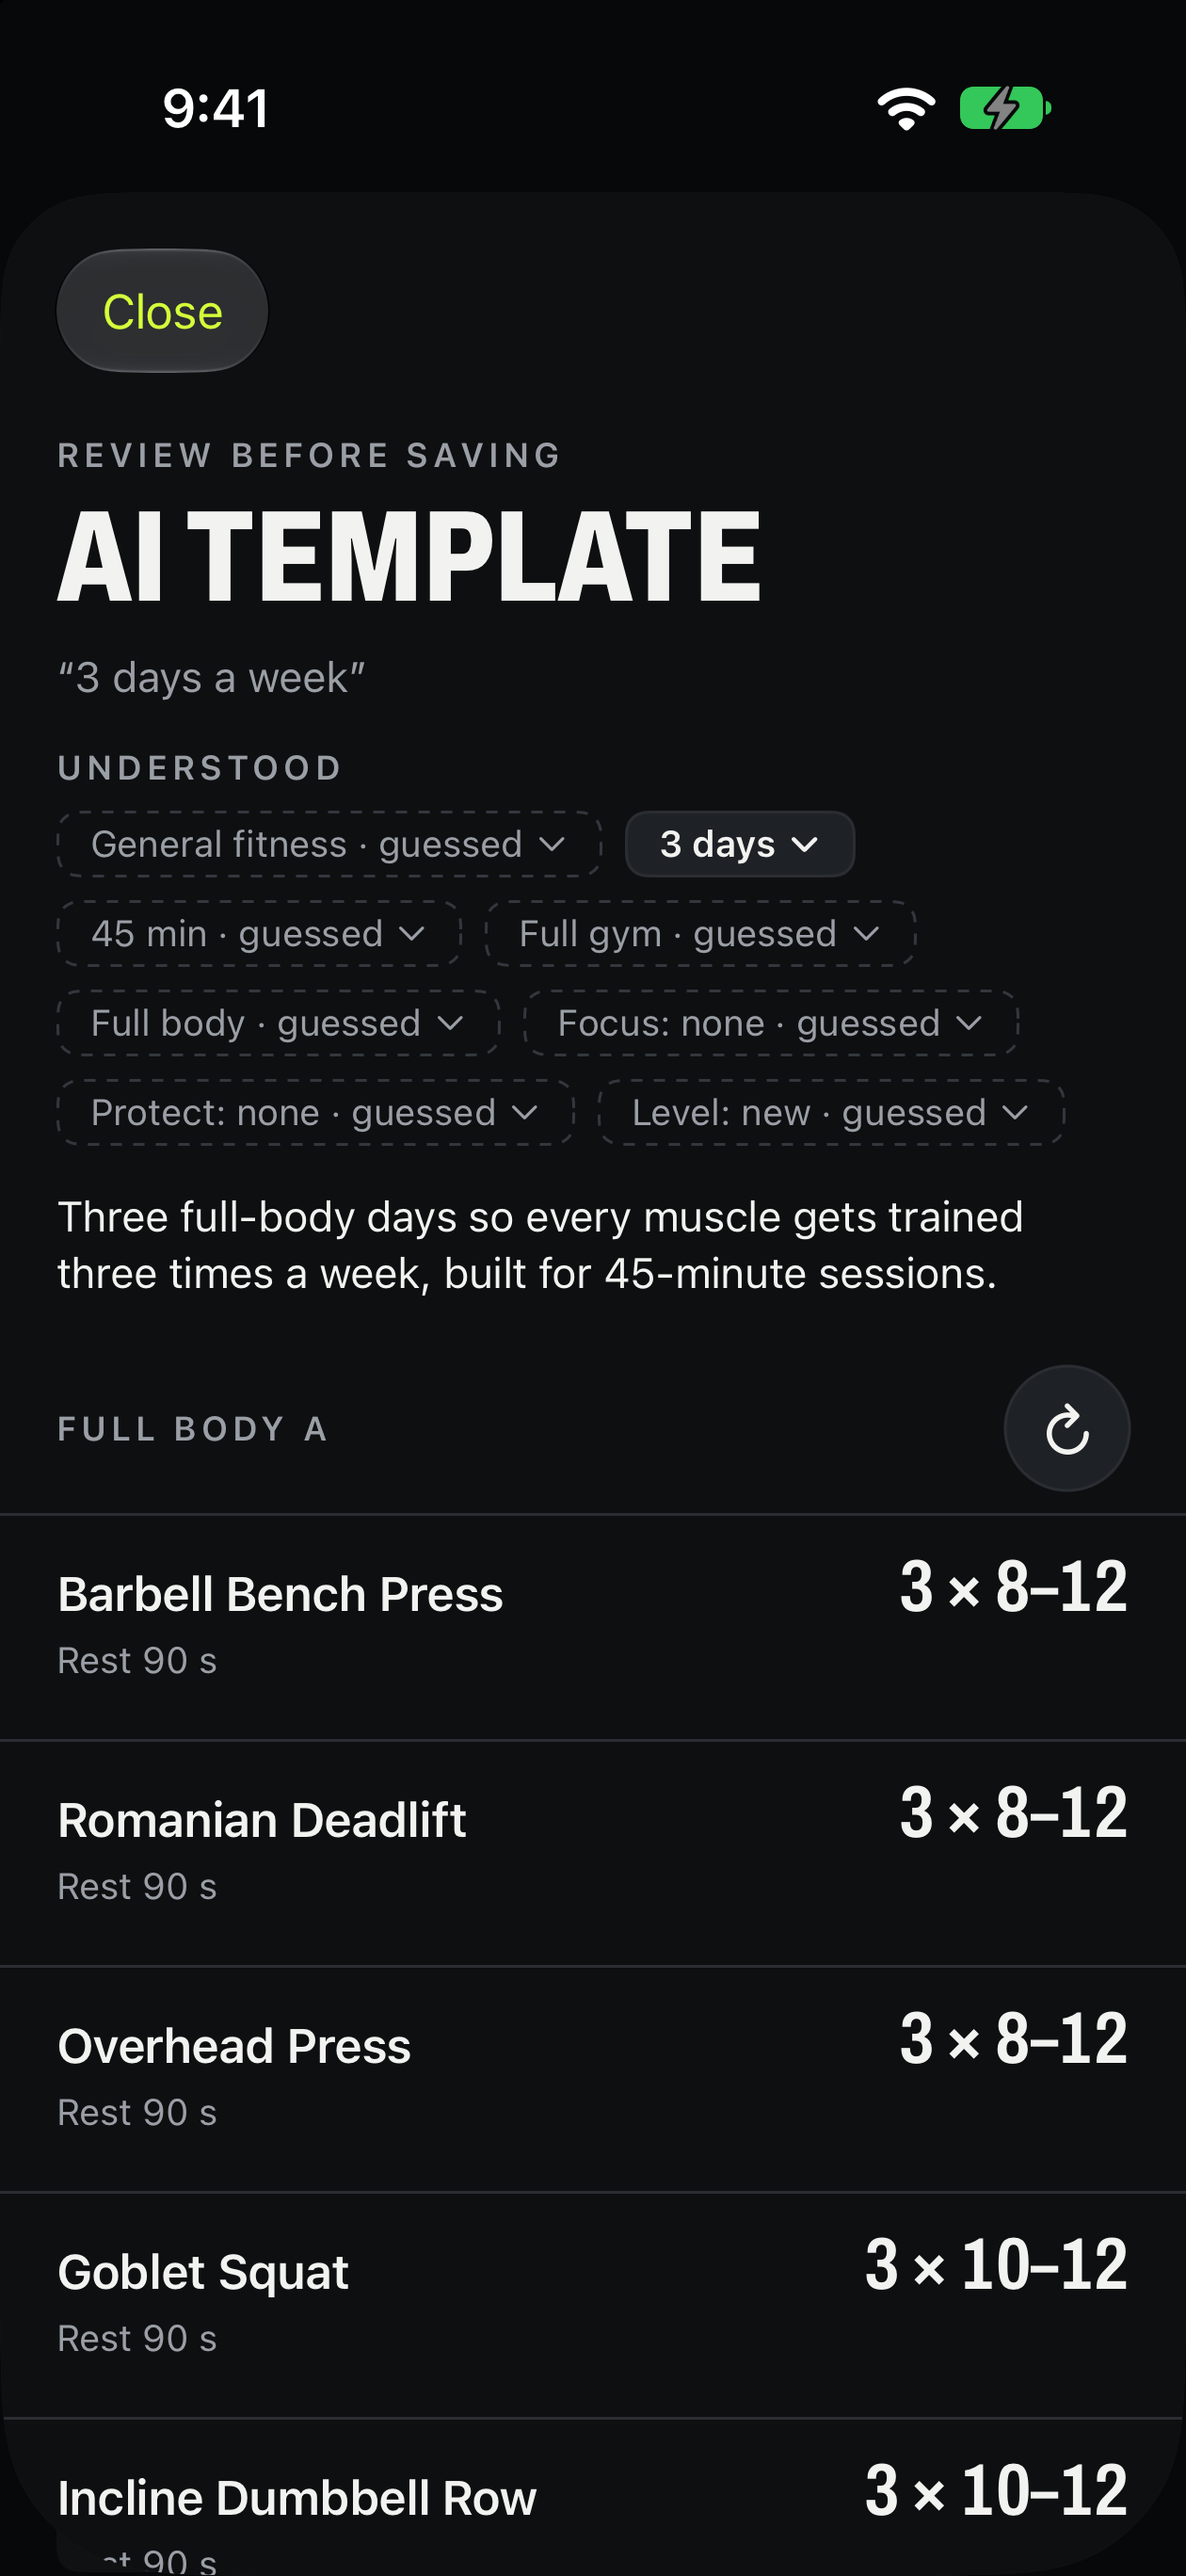 9:41
Close
REVIEW BEFORE SAVING
AI TEMPLATE
“3 days a week”
UNDERSTOOD
General fitness · guessed
3 days
45 min · guessed
Full gym · guessed
Full body · guessed
Focus: none · guessed
Protect: none · guessed
Level: new · guessed
Three full-body days so every muscle gets trained
three times a week, built for 45-minute sessions.
FULL BODY A
Barbell Bench Press
3 × 8–12
Rest 90 s
Romanian Deadlift
3 × 8–12
Rest 90 s
Overhead Press
3 × 8–12
Rest 90 s
Goblet Squat
3 × 10–12
Rest 90 s
Incline Dumbbell Row
3 × 10–12
90 s